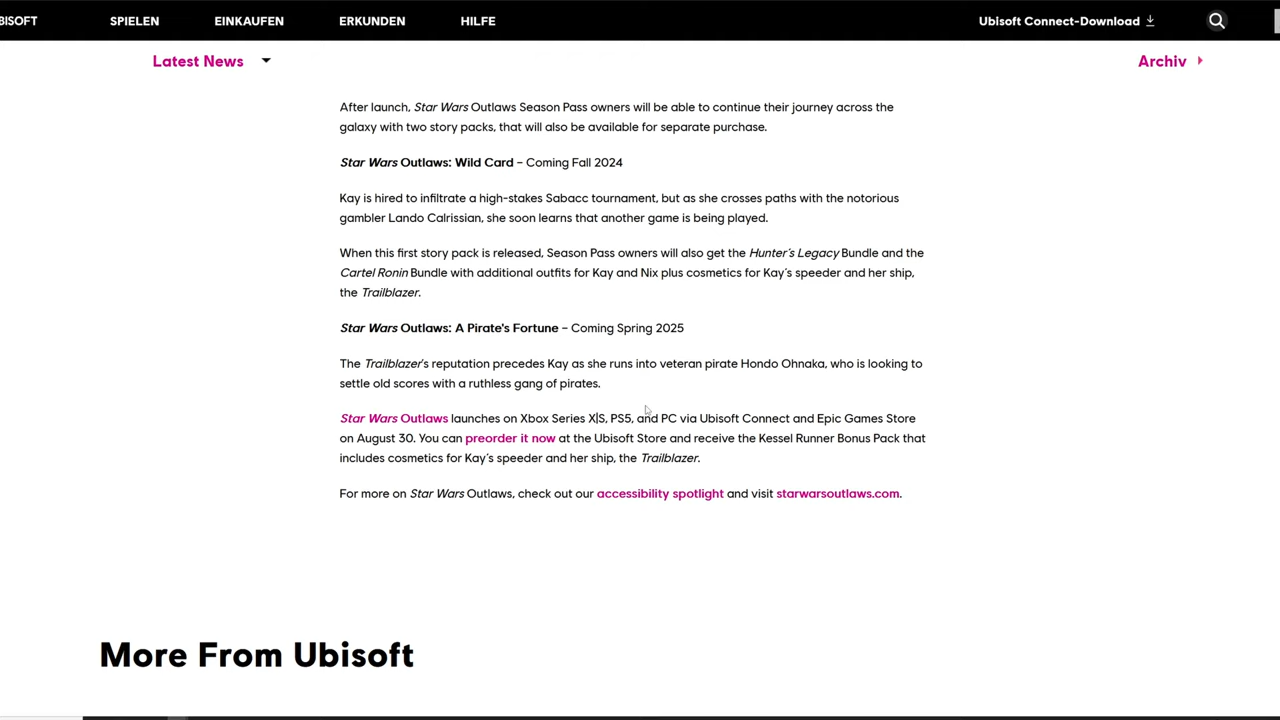 BISOFT SPIELEN EINKAUFEN ERKUNDEN HILFE Ubisoft Connect-Download
Latest News Archiv
After launch, Star Wars Outlaws Season Pass owners will be able to continue their journey across the
galaxy with two story packs, that will also be available for separate purchase.
Star Wars Outlaws: Wild Card – Coming Fall 2024
Kay is hired to infiltrate a high-stakes Sabacc tournament, but as she crosses paths with the notorious
gambler Lando Calrissian, she soon learns that another game is being played.
When this first story pack is released, Season Pass owners will also get the Hunter's Legacy Bundle and the
Cartel Ronin Bundle with additional outfits for Kay and Nix plus cosmetics for Kay's speeder and her ship,
the Trailblazer.
Star Wars Outlaws: A Pirate's Fortune – Coming Spring 2025
The Trailblazer's reputation precedes Kay as she runs into veteran pirate Hondo Ohnaka, who is looking to
settle old scores with a ruthless gang of pirates.
Star Wars Outlaws launches on Xbox Series X|S, PS5, and PC via Ubisoft Connect and Epic Games Store
on August 30. You can preorder it now at the Ubisoft Store and receive the Kessel Runner Bonus Pack that
includes cosmetics for Kay's speeder and her ship, the Trailblazer.
For more on Star Wars Outlaws, check out our accessibility spotlight and visit starwarsoutlaws.com.
More From Ubisoft